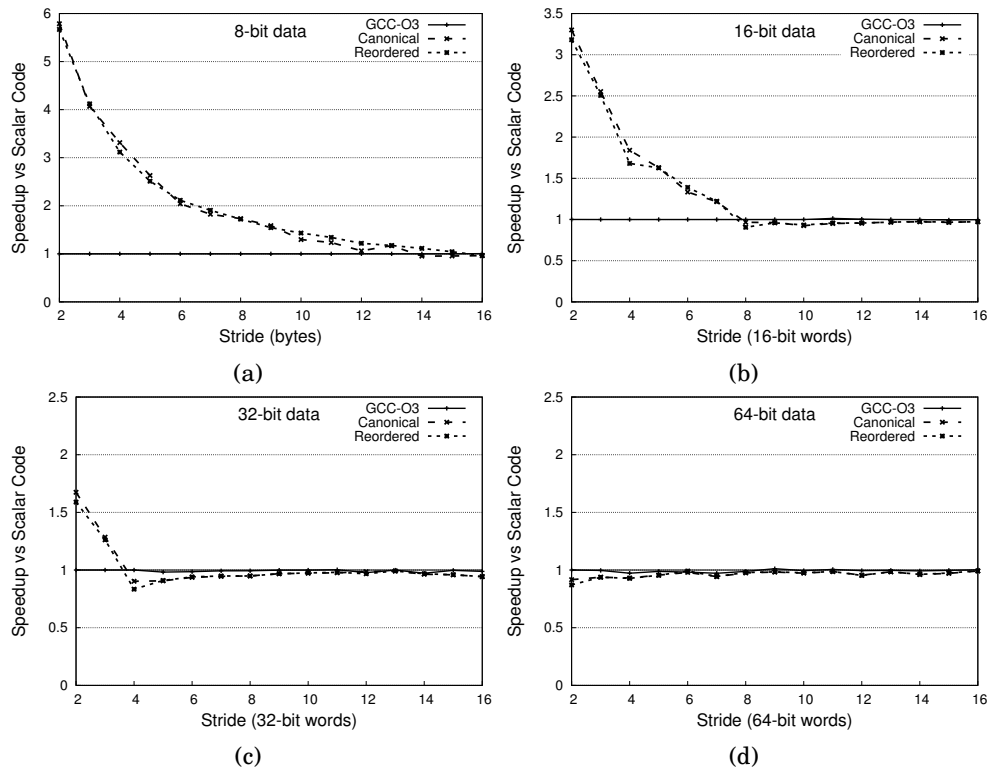 8-bit data
GCC-O3
Canonical
Reordered
Speedup vs Scalar Code
6
5
4
3
2
1
0
2 4 6 8 10 12 14 16
Stride (bytes)
(a)
16-bit data
GCC-O3
Canonical
Reordered
Speedup vs Scalar Code
3.5
3
2.5
2
1.5
1
0.5
0
2 4 6 8 10 12 14 16
Stride (16-bit words)
(b)
32-bit data
GCC-O3
Canonical
Reordered
Speedup vs Scalar Code
2.5
2
1.5
1
0.5
0
2 4 6 8 10 12 14 16
Stride (32-bit words)
(c)
64-bit data
GCC-O3
Canonical
Reordered
Speedup vs Scalar Code
2.5
2
1.5
1
0.5
0
2 4 6 8 10 12 14 16
Stride (64-bit words)
(d)